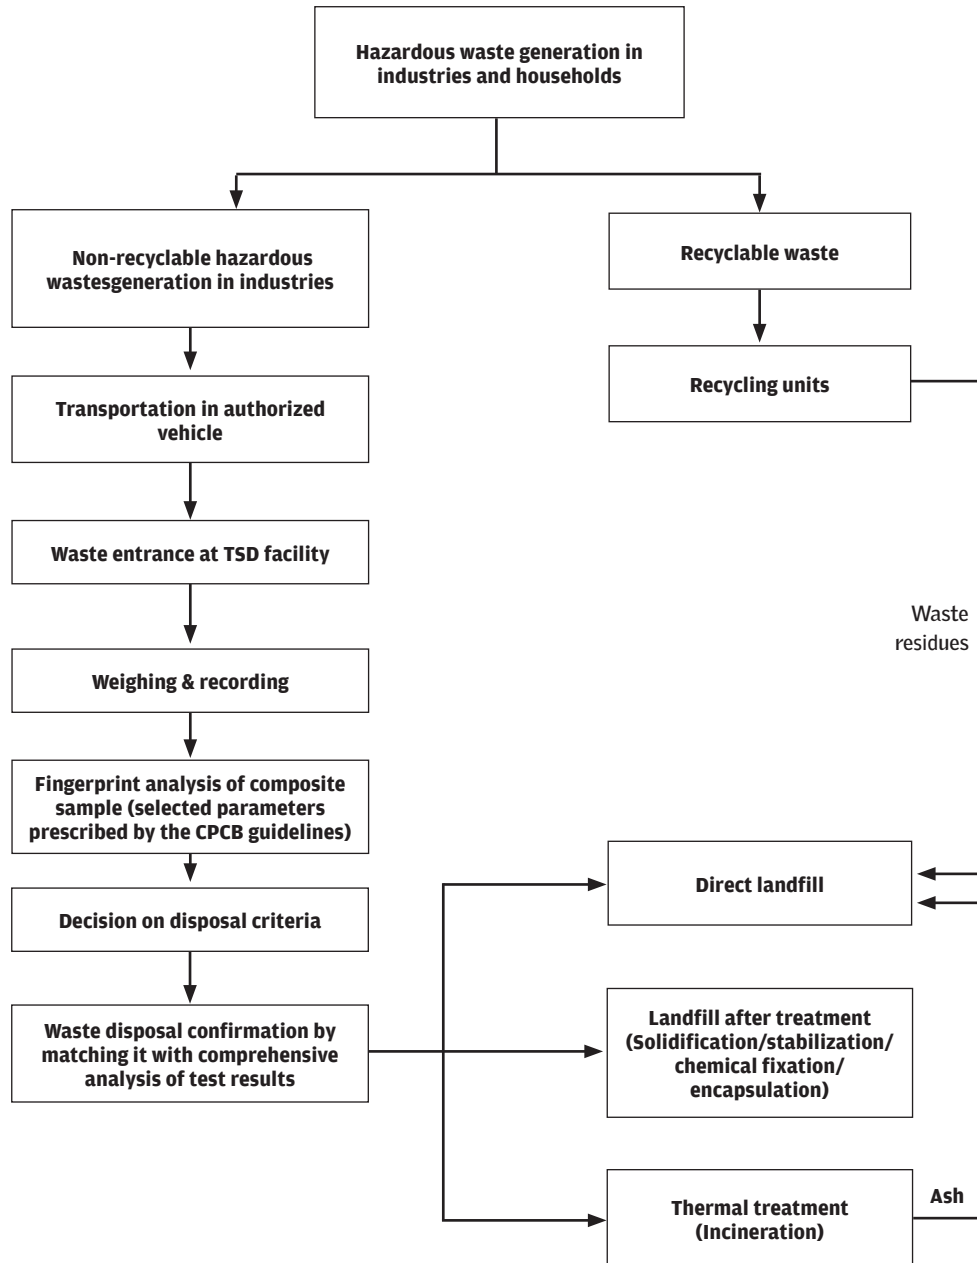 Hazardous waste generation in
industries and households
Non-recyclable hazardous
wastesgeneration in industries
Recyclable waste
Recycling units
Transportation in authorized
vehicle
Waste entrance at TSD facility
Waste
residues
Weighing & recording
Fingerprint analysis of composite
sample (selected parameters
prescribed by the CPCB guidelines)
Direct landfill
Decision on disposal criteria
Waste disposal confirmation by
matching it with comprehensive
analysis of test results
Landfill after treatment
(Solidification/stabilization/
chemical fixation/
encapsulation)
Thermal treatment
(Incineration)
Ash